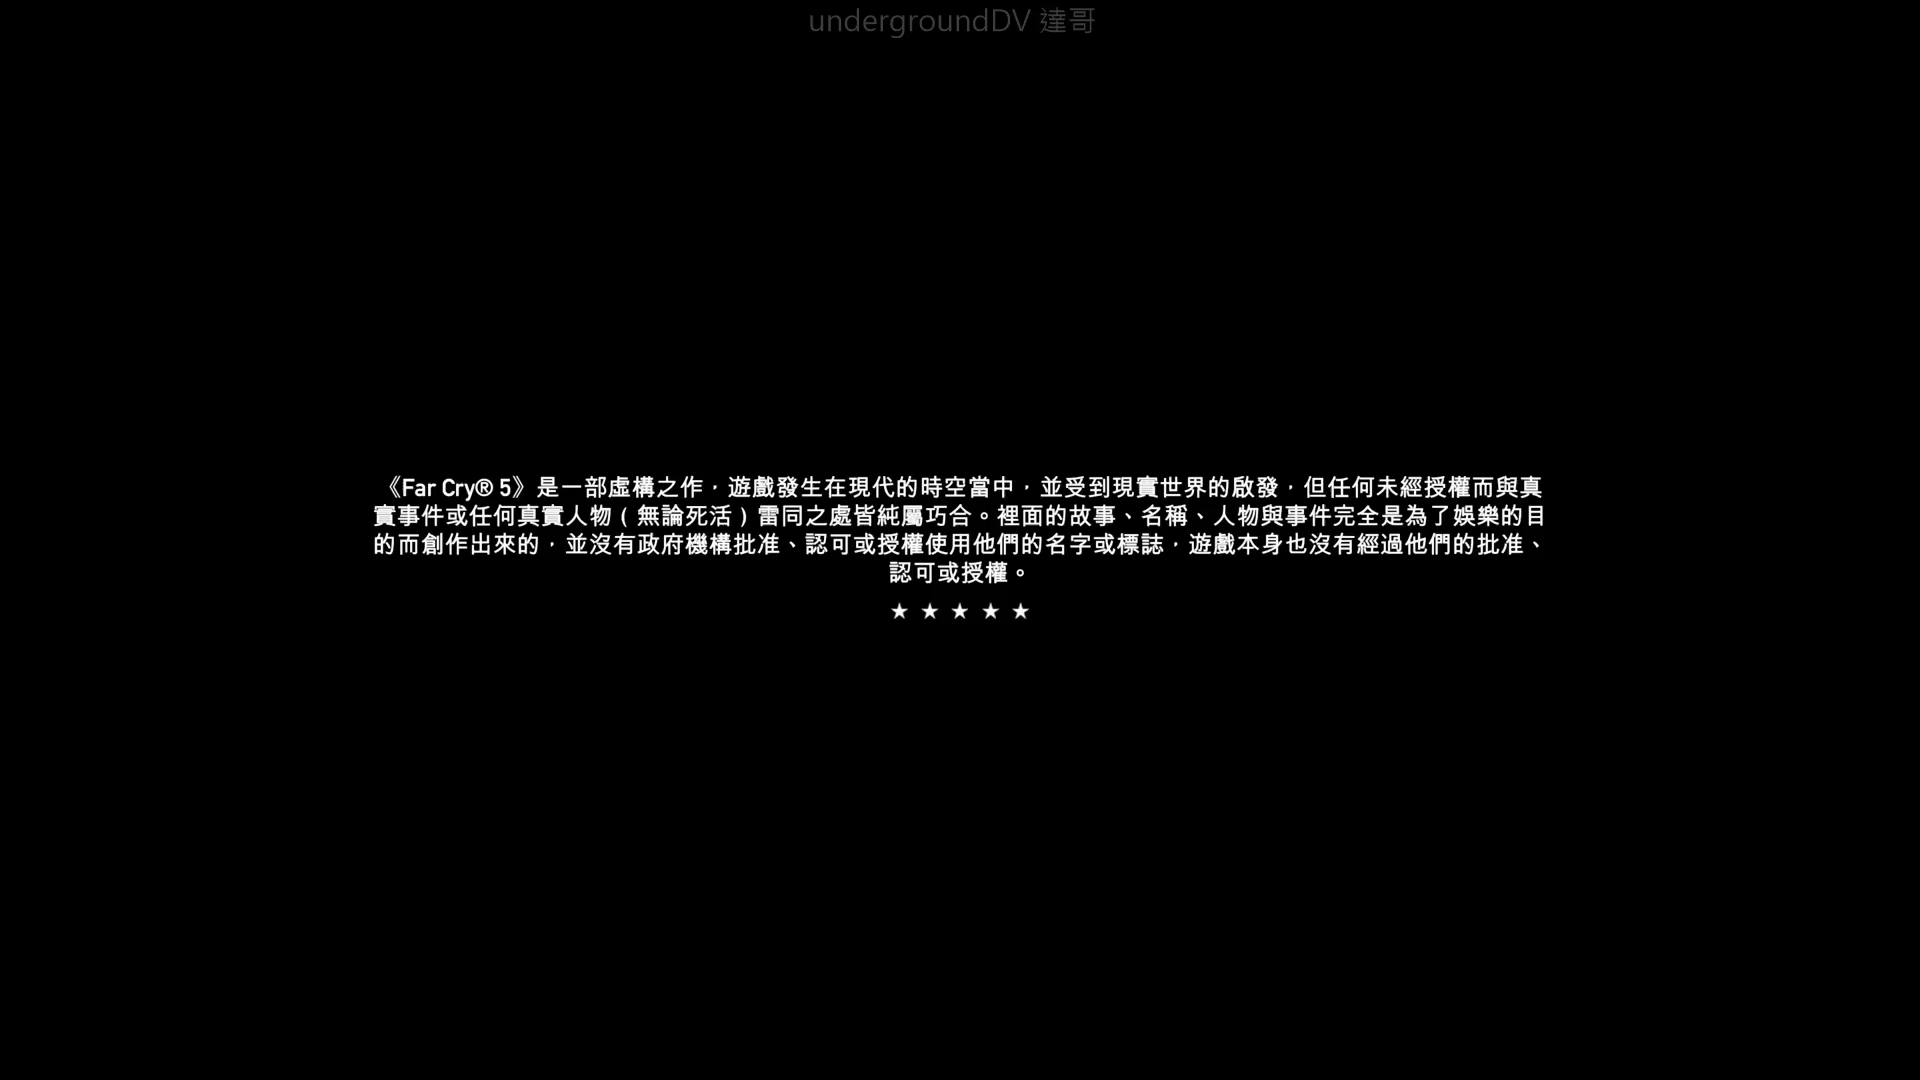 undergroundDV 達哥
《Far Cry® 5》是一部虛構之作，遊戲發生在現代的時空當中，並受到現實世界的啟發，但任何未經授權而與真
實事件或任何真實人物（無論死活）雷同之處皆純屬巧合。裡面的故事、名稱、人物與事件完全是為了娛樂的目
的而創作出來的，並沒有政府機構批准、認可或授權使用他們的名字或標誌，遊戲本身也沒有經過他們的批准、
認可或授權。
★ ★ ★ ★ ★